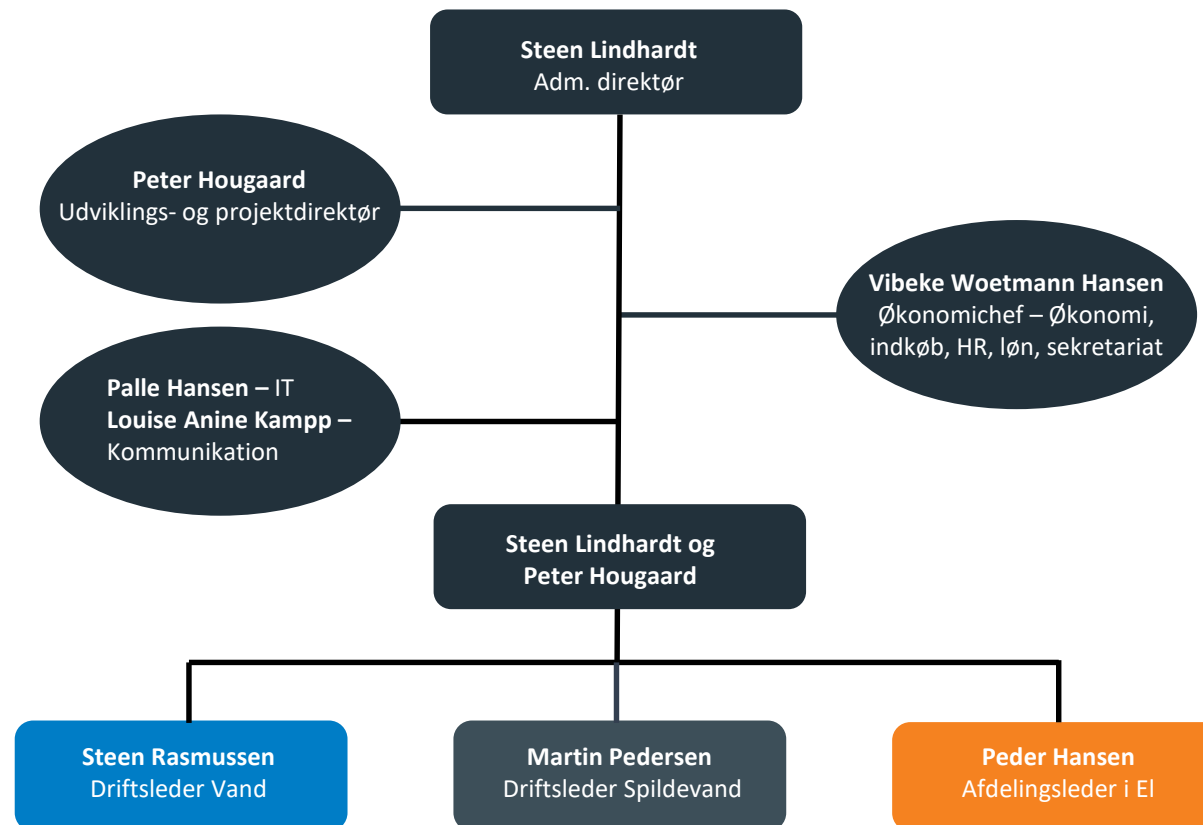 Steen Lindhardt
Adm. direktør
Peter Hougaard
Udviklings- og projektdirektør
Vibeke Woetmann Hansen
Økonomichef – Økonomi,
indkøb, HR, løn, sekretariat
Palle Hansen – IT
Louise Anine Kampp –
Kommunikation
Steen Lindhardt og
Peter Hougaard
Steen Rasmussen
Driftsleder Vand
Martin Pedersen
Driftsleder Spildevand
Peder Hansen
Afdelingsleder i El